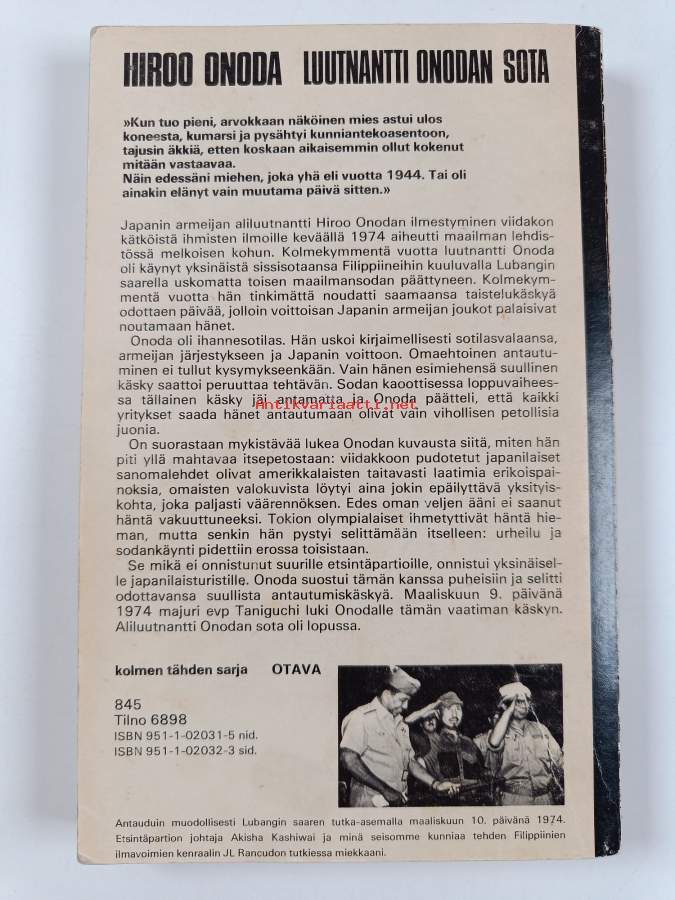 HIROO ONODA LUUTNANTTI ONODAN SOTA
»Kun tuo pieni, arvokkaan näköinen mies astui ulos
koneesta, kumarsi ja pysähtyi kunniantekoasentoon,
tajusin äkkiä, etten koskaan aikaisemmin ollut kokenut
mitään vastaavaa.
Näin edessäni miehen, joka yhä eli vuotta 1944. Tai oli
ainakin elänyt vain muutama päivä sitten.»
Japanin armeijan aliluutnantti Hiroo Onodan ilmestyminen viidakon
kätköistä ihmisten ilmoille keväällä 1974 aiheutti maailman lehdis-
tössä melkoisen kohun. Kolmekymmentä vuotta luutnantti Onoda
oli käynyt yksinäistä sissisotaansa Filippiineihin kuuluvalla Lubangin
saarella uskomatta toisen maailmansodan päättyneen. Kolmekym-
mentä vuotta hän tinkimättä noudatti saamaansa taistelukäskyä
odottaen päivää, jolloin voittoisan Japanin armeijan joukot palaisivat
noutamaan hänet.
Onoda oli ihannesotilas. Hän uskoi kirjaimellisesti sotilasvalaansa,
armeijan järjestykseen ja Japanin voittoon. Omaehtoinen antautu-
minen ei tullut kysymykseenkään. Vain hänen esimiehensä suullinen
käsky saattoi peruuttaa tehtävän. Sodan kaoottisessa loppuvaihees-
sa tällainen käsky jäi antamatta ja Onoda päätteli, että kaikki
Antikvariaatti.net
yritykset saada hänet antautumaan olivat vain vihollisen petollisia
juonia.
On suorastaan mykistävää lukea Onodan kuvausta siitä, miten hän
piti yllä mahtavaa itsepetostaan: viidakkoon pudotetut japanilaiset
sanomalehdet olivat amerikkalaisten taitavasti laatimia erikoispai-
noksia, omaisten valokuvista löytyi aina jokin epäilyttävä yksityis-
kohta, joka paljasti väärennöksen. Edes oman veljen ääni ei saanut
häntä vakuuttuneeksi. Tokion olympialaiset ihmetyttivät häntä hie-
man, mutta senkin hän pystyi selittämään itselleen: urheilu ja
sodankäynti pidettiin erossa toisistaan.
Se mikä ei onnistunut suurille etsintäpartioille, onnistui yksinäisel-
le japanilaisturistille. Onoda suostui tämän kanssa puheisiin ja selitti
odottavansa suullista antautumiskäskyä. Maaliskuun 9. päivänä
1974 majuri evp Taniguchi luki Onodalle tämän vaatiman käskyn.
Aliluutnantti Onodan sota oli lopussa.
kolmen tähden sarja OTAVA
845
Tilno 6898
ISBN 951-1-02031-5 nid.
ISBN 951-1-02032-3 sid.
Antauduin muodollisesti Lubangin saaren tutka-asemalla maaliskuun 10. päivänä 1974.
Etsintäpartion johtaja Akisha Kashiwai ja minä seisomme kunniaa tehden Filippiinien
ilmavoimien kenraalin JL Rancudon tutkiessa miekkaani.